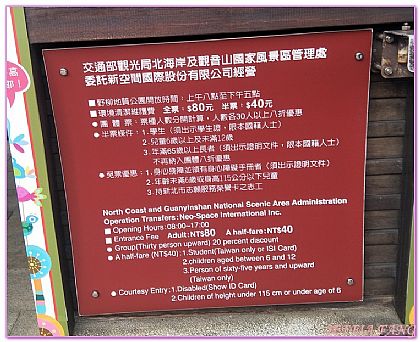 交通部觀光局北海岸及觀音山國家風景區管理處
委託新空間國際股份有限公司經營
■野柳地質公園開放時間：上午八點至下午五點
■環境清潔維護費 全票：$80元 半票：$40元
●團體票：票種人數分開計算，人數各30人以上八折優惠
●半票條件：1.學生（須出示學生證、限本國籍人士）
2.兒童6歲以上及未滿12歲
3.年滿65歲以上長者（須出示證明文件，限本國籍人士）
不再納入團體八折優惠
●免票優惠：1.身心障礙並領有身心障礙手冊者（須出示證明文件）
2.年齡未滿6歲或身高115公分以下兒童
3.持新北市志願服務榮譽卡之志工
North Coast and Guanyinshan National Scenic Area Administration
Operation Transfers:Neo-Space International Inc.
■ Opening Hours:08:00~17:00
■ Entrance Fee Adult:NT$80 A half-fare:NT$40
● Group(Thirty person upward) 20 percent discount
● A half-fare (NT$40):1.Student(Taiwan only or ISI Card)
2.children aged between 6 and 12
3.Person of sixty-five years and upward
(Taiwan only)
● Courtesy Entry:1.Disabled(Show ID Card)
2.Children of height under 115 cm or under age of 6